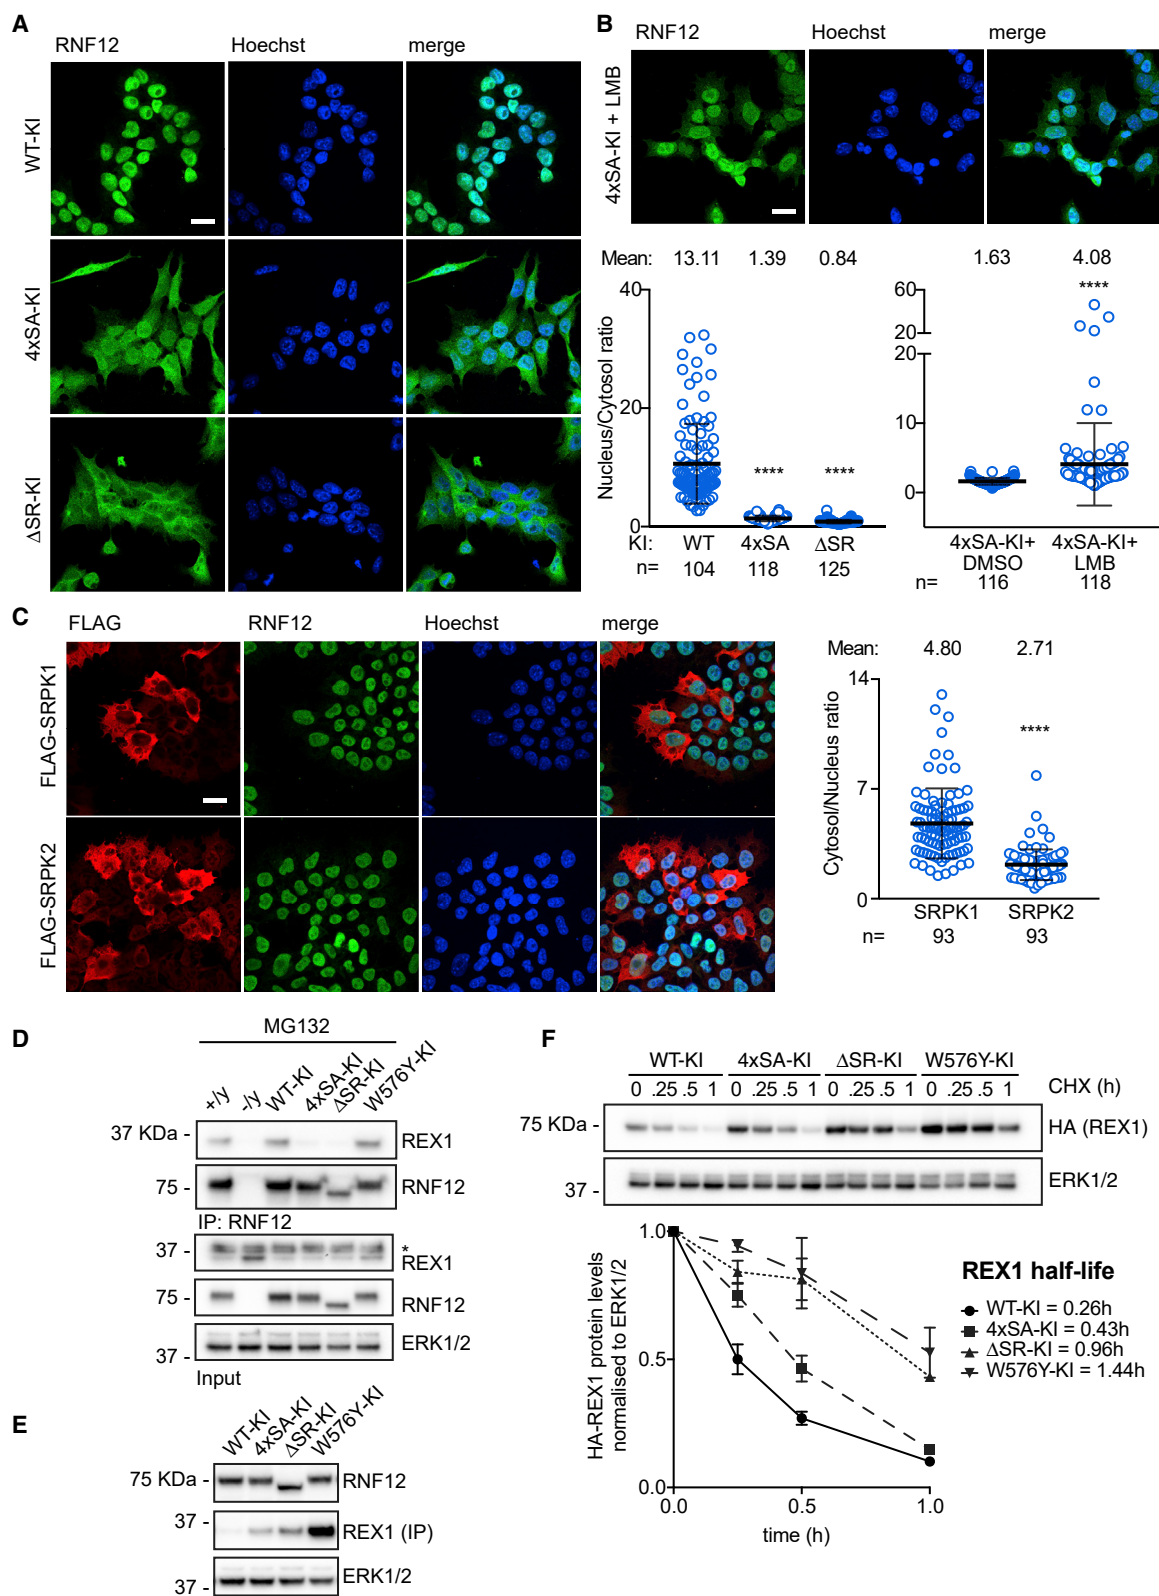 A
RNF12 Hoechst merge
WT-KI
4xSA-KI
ΔSR-KI
B
RNF12 Hoechst merge
4xSA-KI + LMB
Mean: 13.11 1.39 0.84
Nucleus/Cytosol ratio
40
20
0
**** ****
KI: WT 4xSA ΔSR
n= 104 118 125
1.63 4.08
****
60
20
20
10
0
4xSA-KI+ DMSO 4xSA-KI+ LMB
n= 116 118
C
FLAG RNF12 Hoechst merge
FLAG-SRPK1
FLAG-SRPK2
Mean: 4.80 2.71
Cytosol/Nucleus ratio
14
7
0
****
SRPK1 SRPK2
n= 93 93
D
MG132
+/y -/y WT-KI 4xSA-KI ΔSR-KI W576Y-KI
37 KDa - REX1
75 - RNF12
IP: RNF12
37 - *
REX1
75 - RNF12
37 - ERK1/2
Input
E
WT-KI 4xSA-KI ΔSR-KI W576Y-KI
75 KDa - RNF12
37 - REX1 (IP)
37 - ERK1/2
F
WT-KI 4xSA-KI ΔSR-KI W576Y-KI
0 .25 .5 1 0 .25 .5 1 0 .25 .5 1 0 .25 .5 1 CHX (h)
75 KDa - HA (REX1)
37 - ERK1/2
HA-REX1 protein levels
normalised to ERK1/2
1.0
0.5
0.0
0.0 0.5 1.0
time (h)
REX1 half-life
WT-KI = 0.26h
4xSA-KI = 0.43h
ΔSR-KI = 0.96h
W576Y-KI = 1.44h